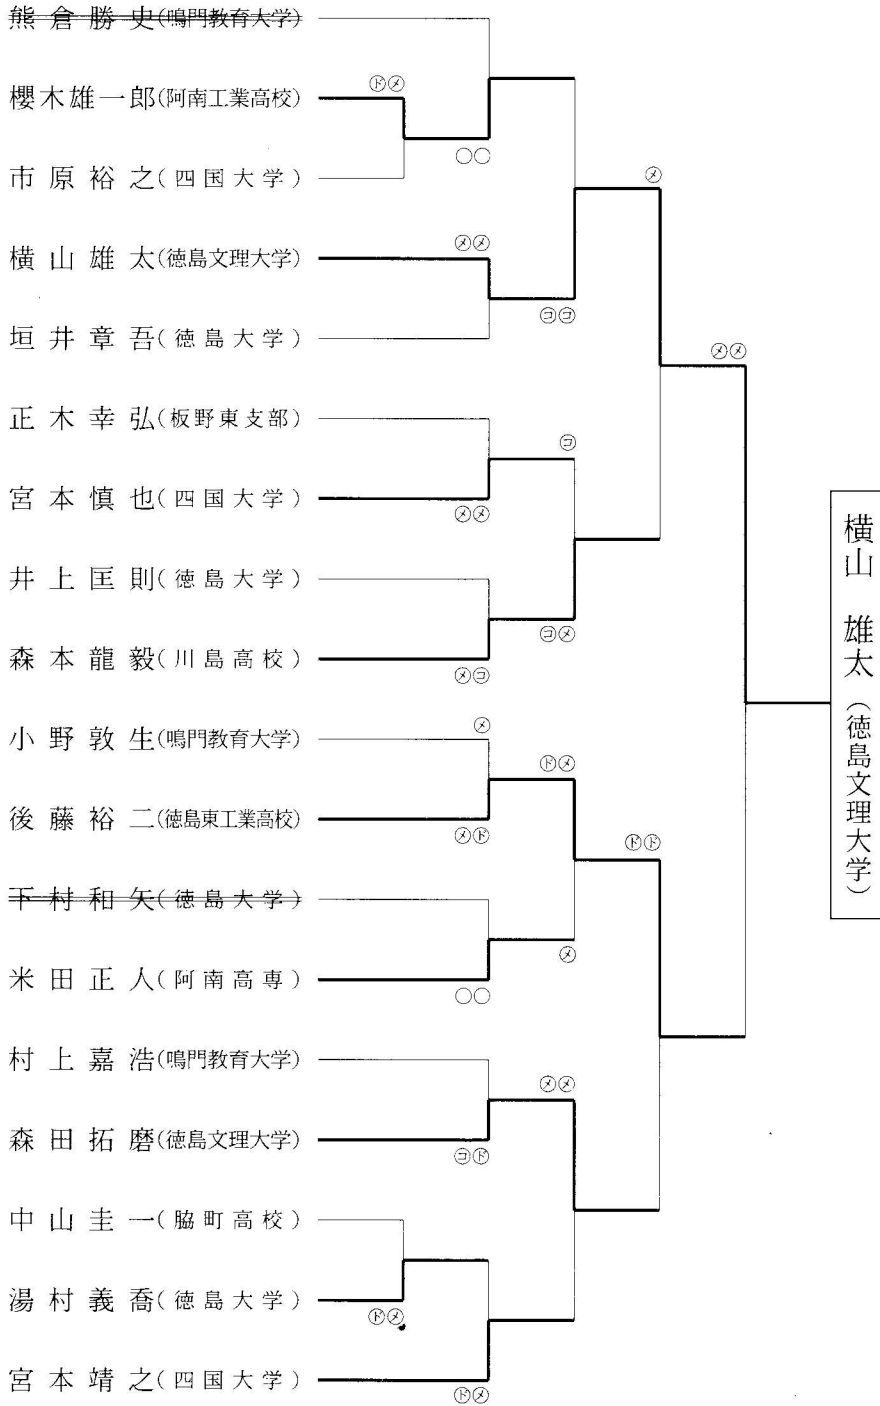 熊倉勝史(鳴門教育大学)
櫻木雄一郎(阿南工業高校)
ドメ
○○
市原裕之(四国大学)
メ
横山雄太(徳島文理大学)
メメ
ココ
垣井章吾(徳島大学)
メメ
正木幸弘(板野東支部)
コ
宮本慎也(四国大学)
メメ
井上匡則(徳島大学)
コメ
森本龍毅(川島高校)
メコ
小野敦生(鳴門教育大学)
メ
ドメ
後藤裕二(徳島東工業高校)
メド
ドド
下村和矢(徳島大学)
メ
米田正人(阿南高専)
○○
村上嘉浩(鳴門教育大学)
メメ
森田拓磨(徳島文理大学)
コド
中山圭一(脇町高校)
湯村義喬(徳島大学)
ドメ
宮本靖之(四国大学)
ドメ
横山 雄太(徳島文理大学)